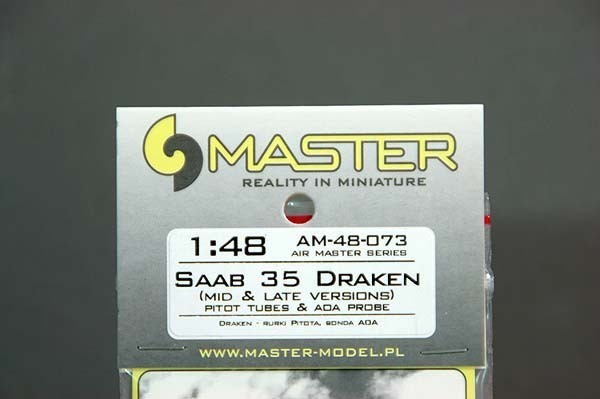 MASTER
REALITY IN MINIATURE
1:48 AM-48-073
AIR MASTER SERIES
SAAB 35 DRAKEN
(MID & LATE VERSIONS)
PITOT TUBES & AOA PROBE
DRAKEN - RURKI PITOTA, SONDA AOA
WWW.MASTER-MODEL.PL